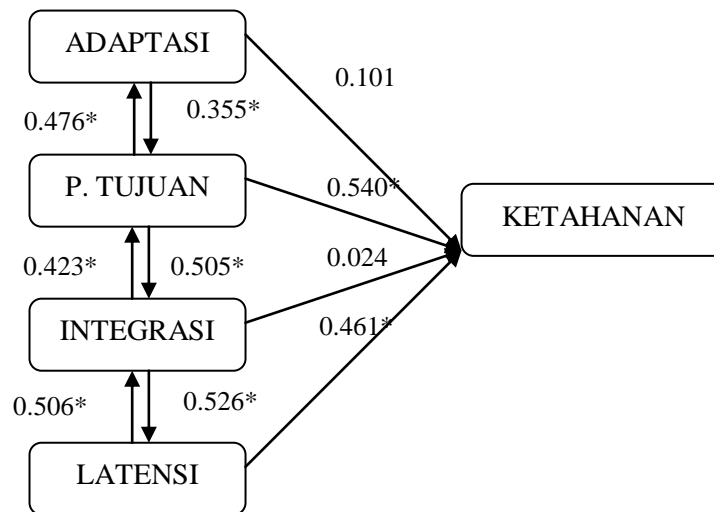 ADAPTASI
0.101
0.476*
0.355*
P. TUJUAN
0.540*
KETAHANAN
0.423*
0.505*
0.024
INTEGRASI
0.461*
0.506*
0.526*
LATENSI